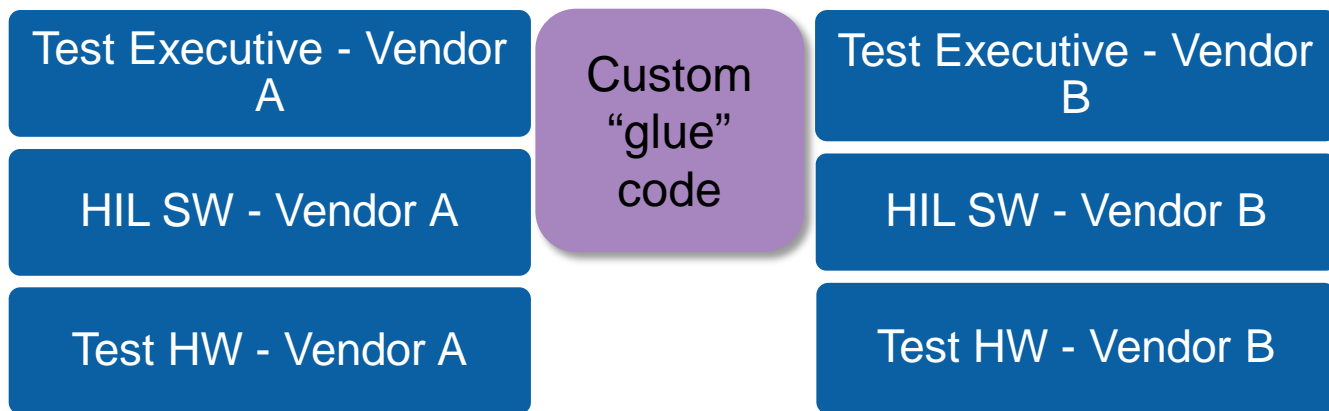 Test Executive - Vendor
A
HIL SW - Vendor A
Test HW - Vendor A
Custom
“glue”
code
Test Executive - Vendor
B
HIL SW - Vendor B
Test HW - Vendor B